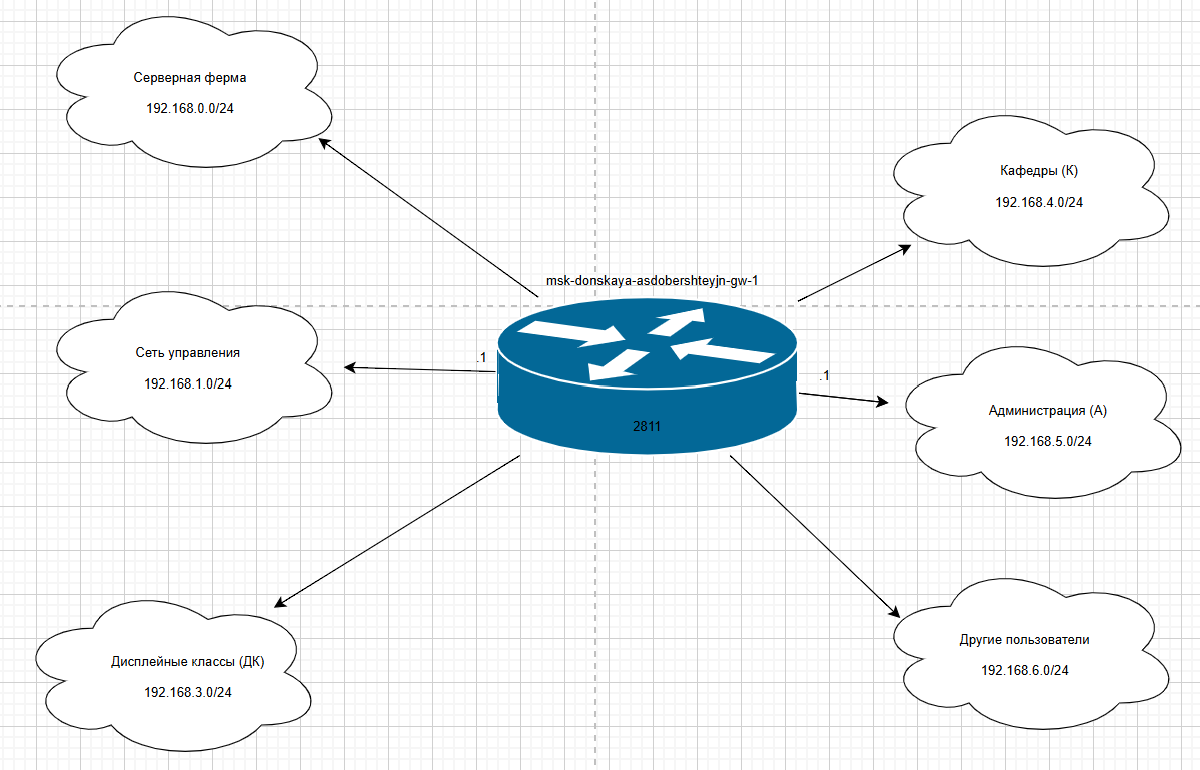 Серверная ферма
192.168.0.0/24
Кафедры (К)
192.168.4.0/24
msk-donskaya-asdobershteyjn-gw-1
Сеть управления
192.168.1.0/24
.1
.1
2811
Администрация (А)
192.168.5.0/24
Дисплейные классы (ДК)
192.168.3.0/24
Другие пользователи
192.168.6.0/24